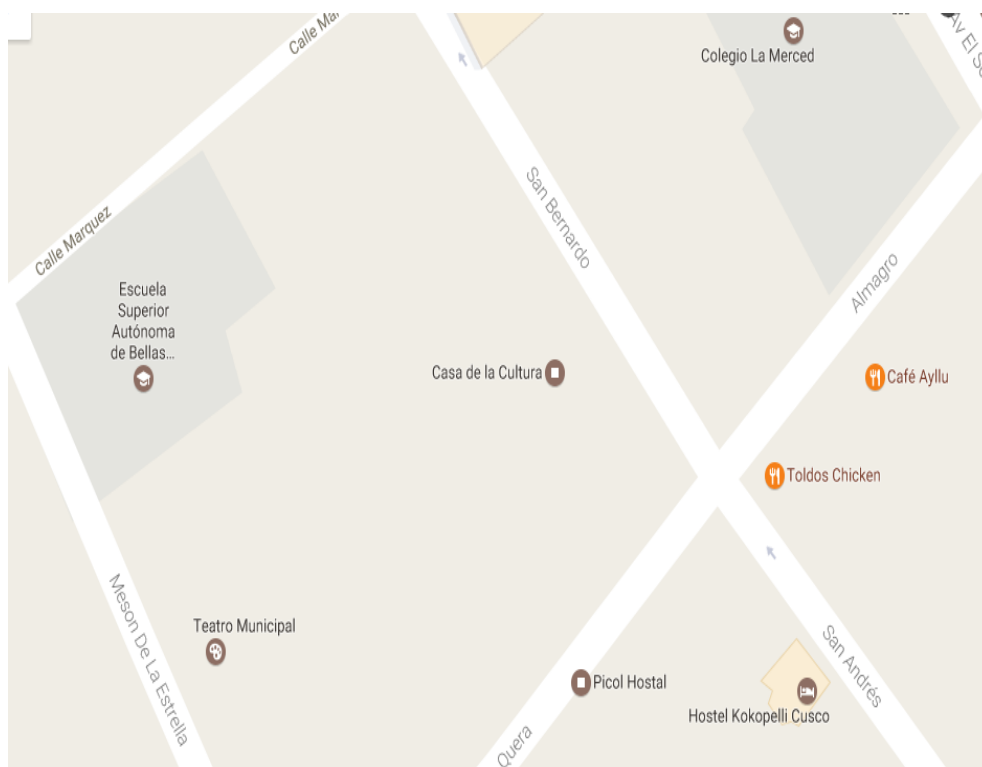 Calle Mar
Colegio La Merced
Av El So
San Bernardo
Calle Marquez
Almagro
Escuela
Superior
Autónoma
de Bellas...
Casa de la Cultura
Café Ayllu
Toldos Chicken
Meson De La Estrella
Teatro Municipal
San Andrés
Picol Hostal
Hostel Kokopelli Cusco
Quera